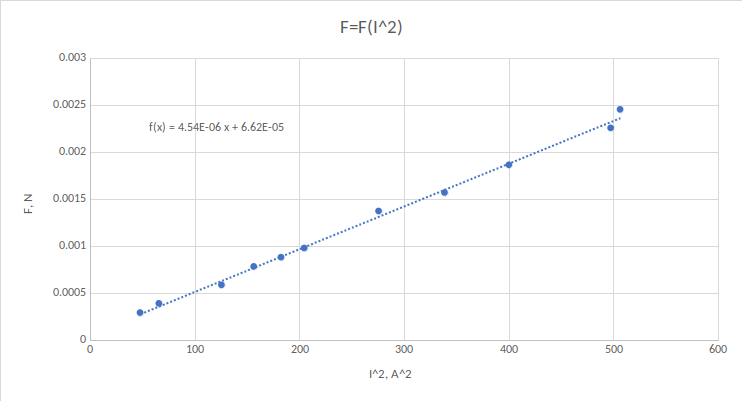 F=F(I^2)
0.003
0.0025
f(x) = 4.54E-06 x + 6.62E-05
0.002
F, N
0.0015
0.001
0.0005
0
0 100 200 300 400 500 600
I^2, A^2